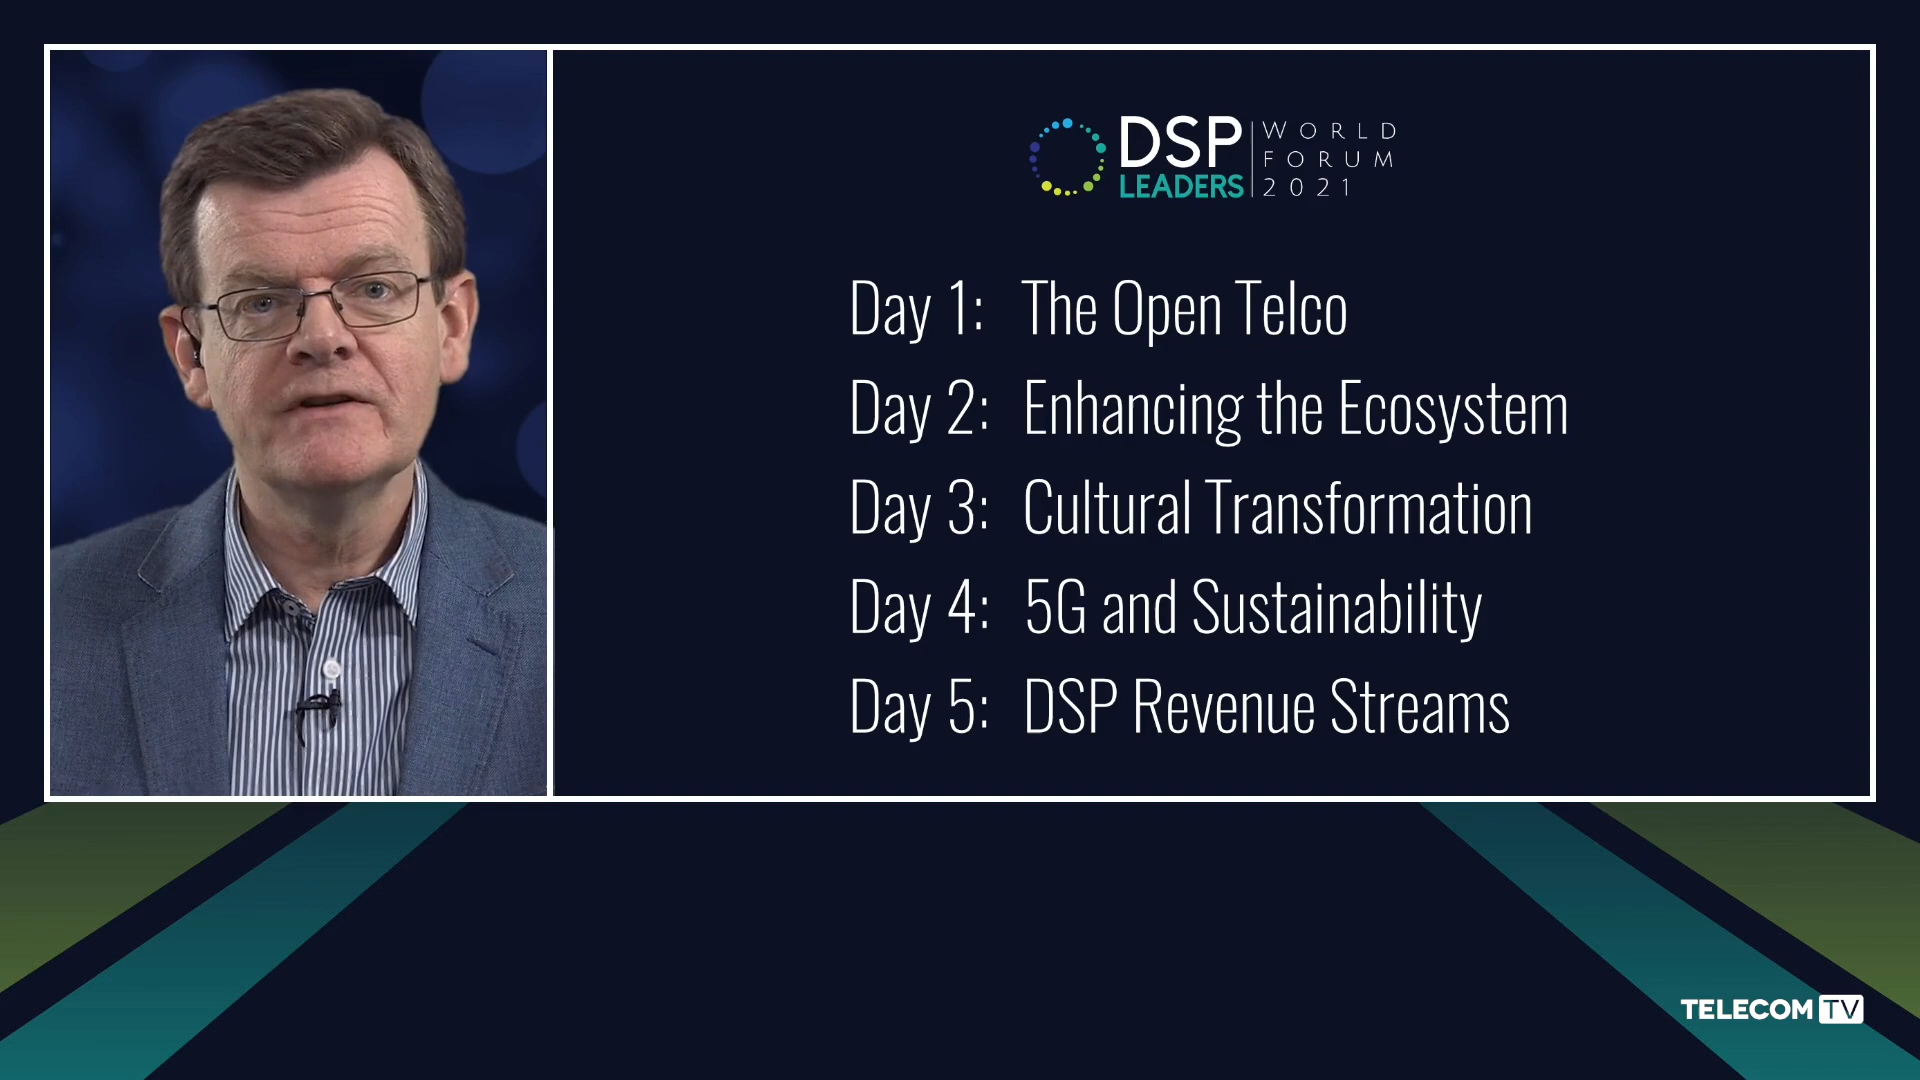 DSP
LEADERS
WORLD
FORUM
2021
Day 1: The Open Telco
Day 2: Enhancing the Ecosystem
Day 3: Cultural Transformation
Day 4: 5G and Sustainability
Day 5: DSP Revenue Streams
TELECOM TV